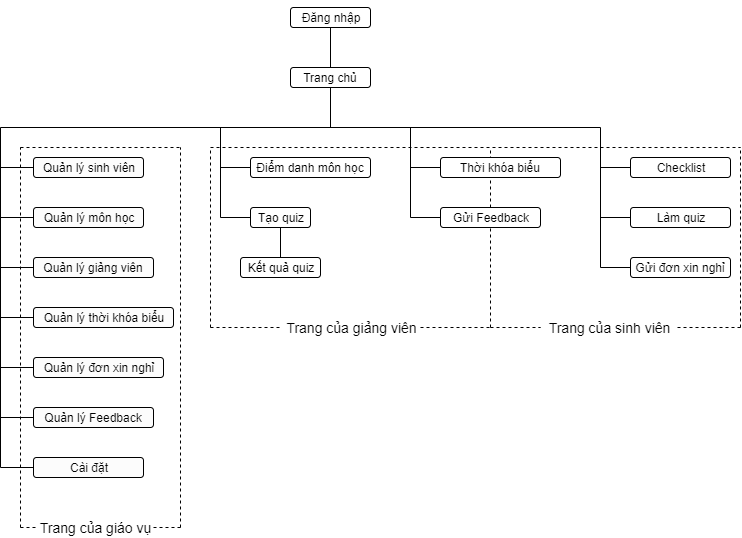 Đăng nhập
Trang chủ
Quản lý sinh viên
Quản lý môn học
Quản lý giảng viên
Quản lý thời khóa biểu
Quản lý đơn xin nghỉ
Quản lý Feedback
Cài đặt
Trang của giáo vụ
Điểm danh môn học
Tạo quiz
Kết quả quiz
Thời khóa biểu
Gửi Feedback
Trang của giảng viên
Checklist
Làm quiz
Gửi đơn xin nghỉ
Trang của sinh viên